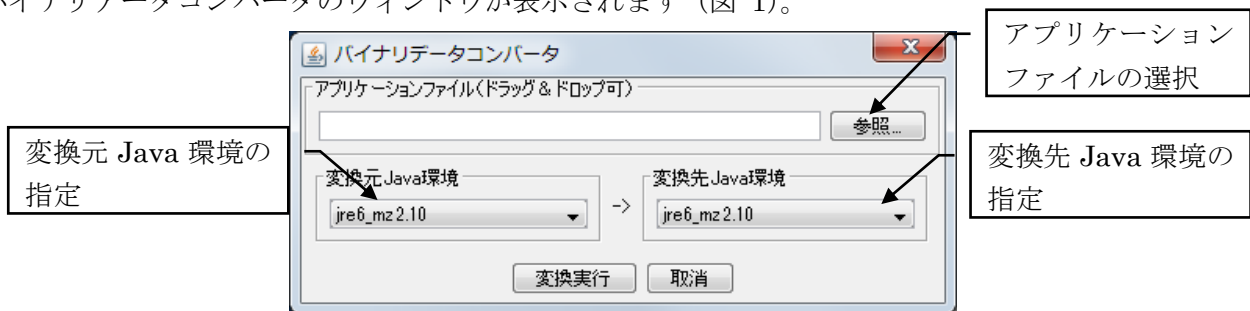 バイナリデータコンバータのウィンドウが表示されます（図 1）。
アプリケーション
ファイルの選択
バイナリデータコンバータ
アプリケーションファイル（ドラッグ＆ドロップ可）
参照...
変換元 Java 環境の
指定
変換先 Java 環境の
指定
変換元Java環境
jre6_mz2.10
->
変換先Java環境
jre6_mz2.10
変換実行
取消